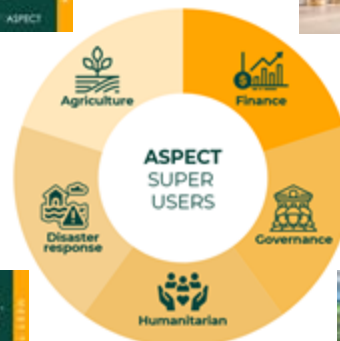 ASPECT
Agriculture
Finance
ASPECT
SUPER
USERS
Disaster
response
Governance
Humanitarian